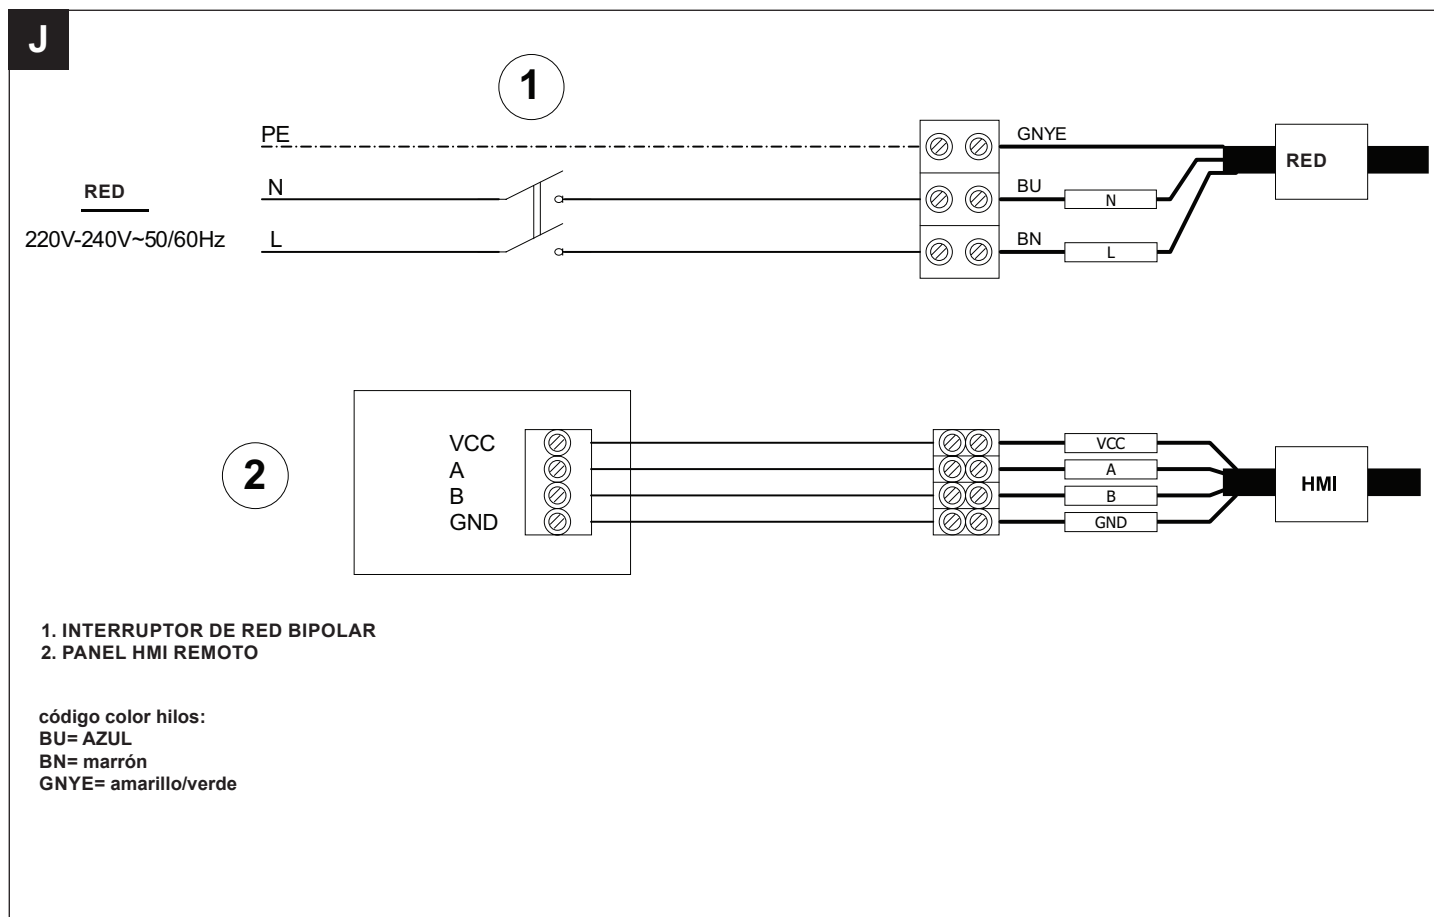 J
1
PE
GNYE
RED
RED
N
BU
N
220V-240V~50/60Hz
L
BN
L
2
VCC
VCC
A
A
B
B
GND
GND
HMI
1. INTERRUPTOR DE RED BIPOLAR
2. PANEL HMI REMOTO
código color hilos:
BU= AZUL
BN= marrón
GNYE= amarillo/verde